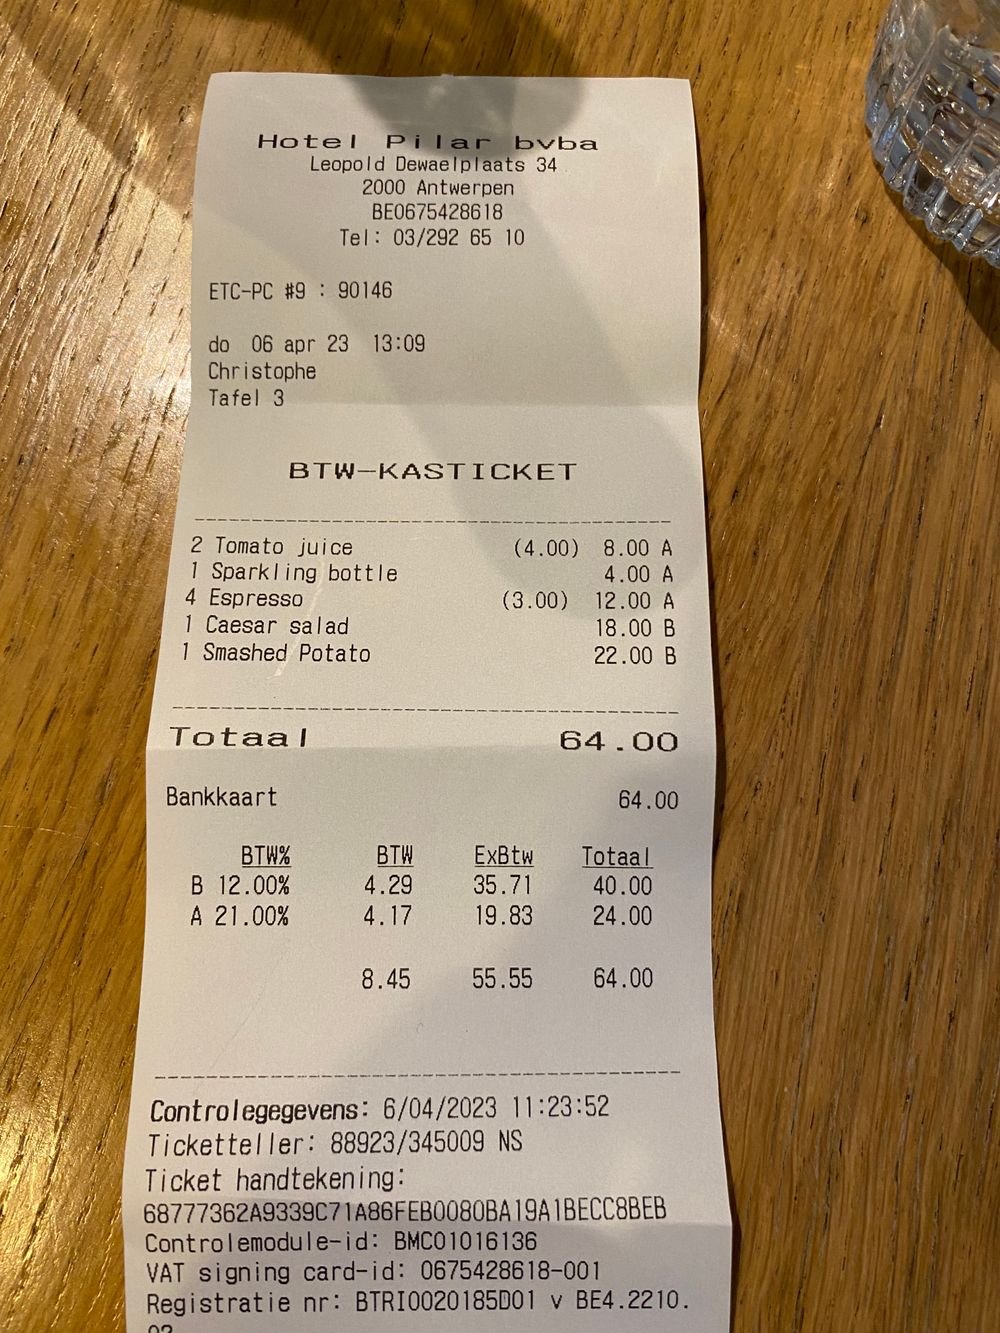 Hotel Pilar bvba
Leopold Dewaelplaats 34
2000 Antwerpen
BE0675428618
Tel: 03/292 65 10
ETC-PC #9 : 90146
do 06 apr 23 13:09
Christophe
Tafel 3
BTW-KASTICKET
2 Tomato juice (4.00) 8.00 A
1 Sparkling bottle 4.00 A
4 Espresso (3.00) 12.00 A
1 Caesar salad 18.00 B
1 Smashed Potato 22.00 B
Totaal 64.00
Bankkaart 64.00
BTW% BTW ExBtw Totaal
B 12.00% 4.29 35.71 40.00
A 21.00% 4.17 19.83 24.00
8.45 55.55 64.00
Controlegegevens: 6/04/2023 11:23:52
Ticketteller: 88923/345009 NS
Ticket handtekening:
68777362A9339C71A86FEB0080BA19A1BECC8BEB
Controlemodule-id: BMC01016136
VAT signing card-id: 0675428618-001
Registratie nr: BTRI0020185D01 v BE4.2210.